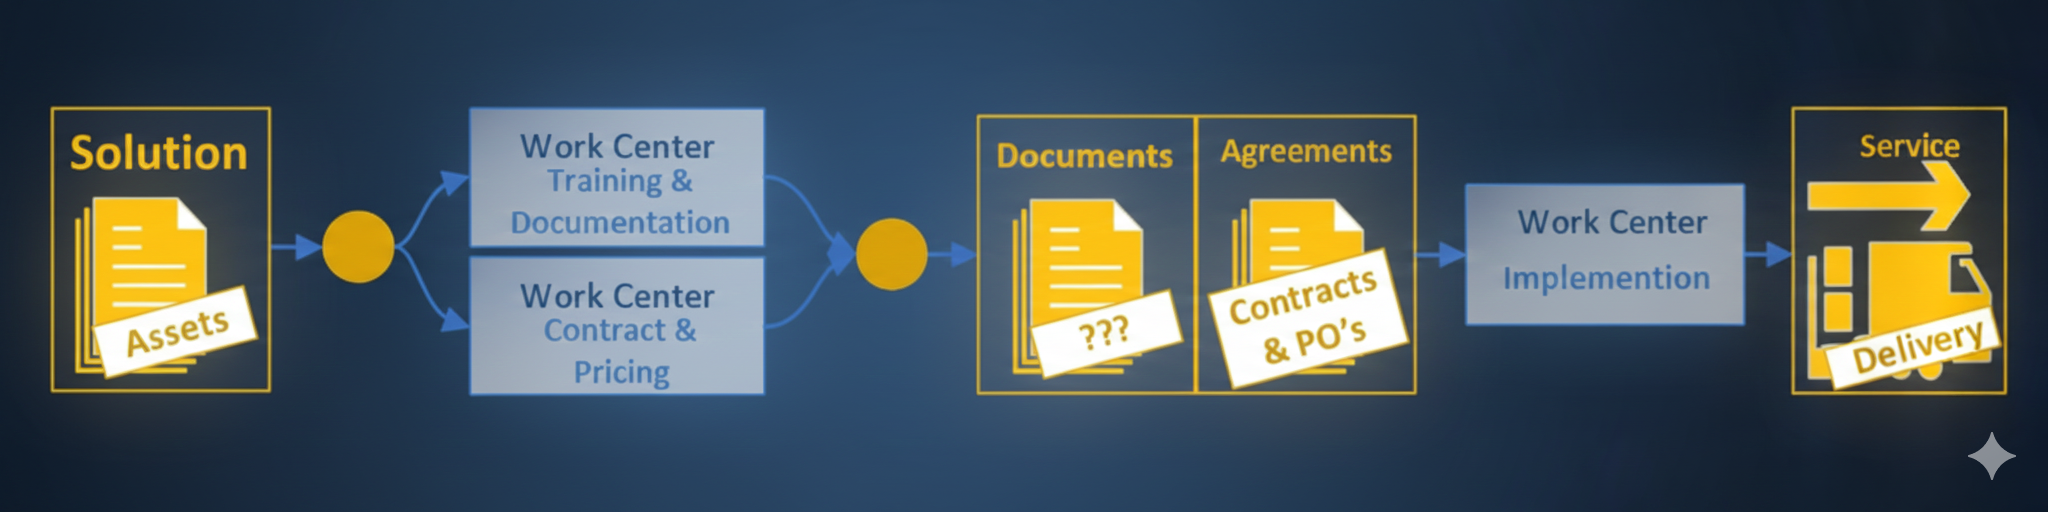 Solution
Assets
Work Center
Training &
Documentation
Work Center
Contract &
Pricing
Documents
???
Agreements
Contracts
& PO's
Work Center
Implemention
Service
Delivery